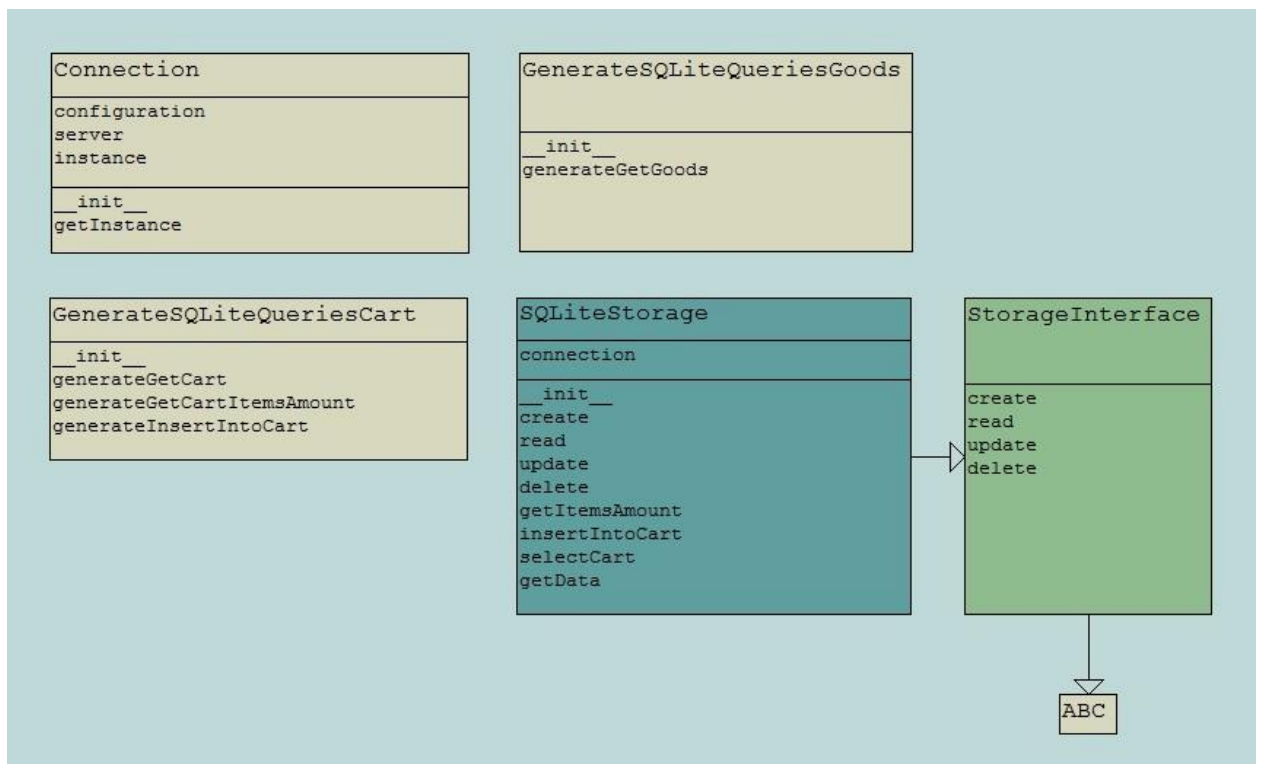 Connection
configuration
server
instance
__init__
getInstance
GenerateSQLiteQueriesGoods
__init__
generateGetGoods
GenerateSQLiteQueriesCart
__init__
generateGetCart
generateGetCartItemsAmount
generateInsertIntoCart
SQLiteStorage
connection
__init__
create
read
update
delete
getItemsAmount
insertIntoCart
selectCart
getData
StorageInterface
create
read
update
delete
ABC